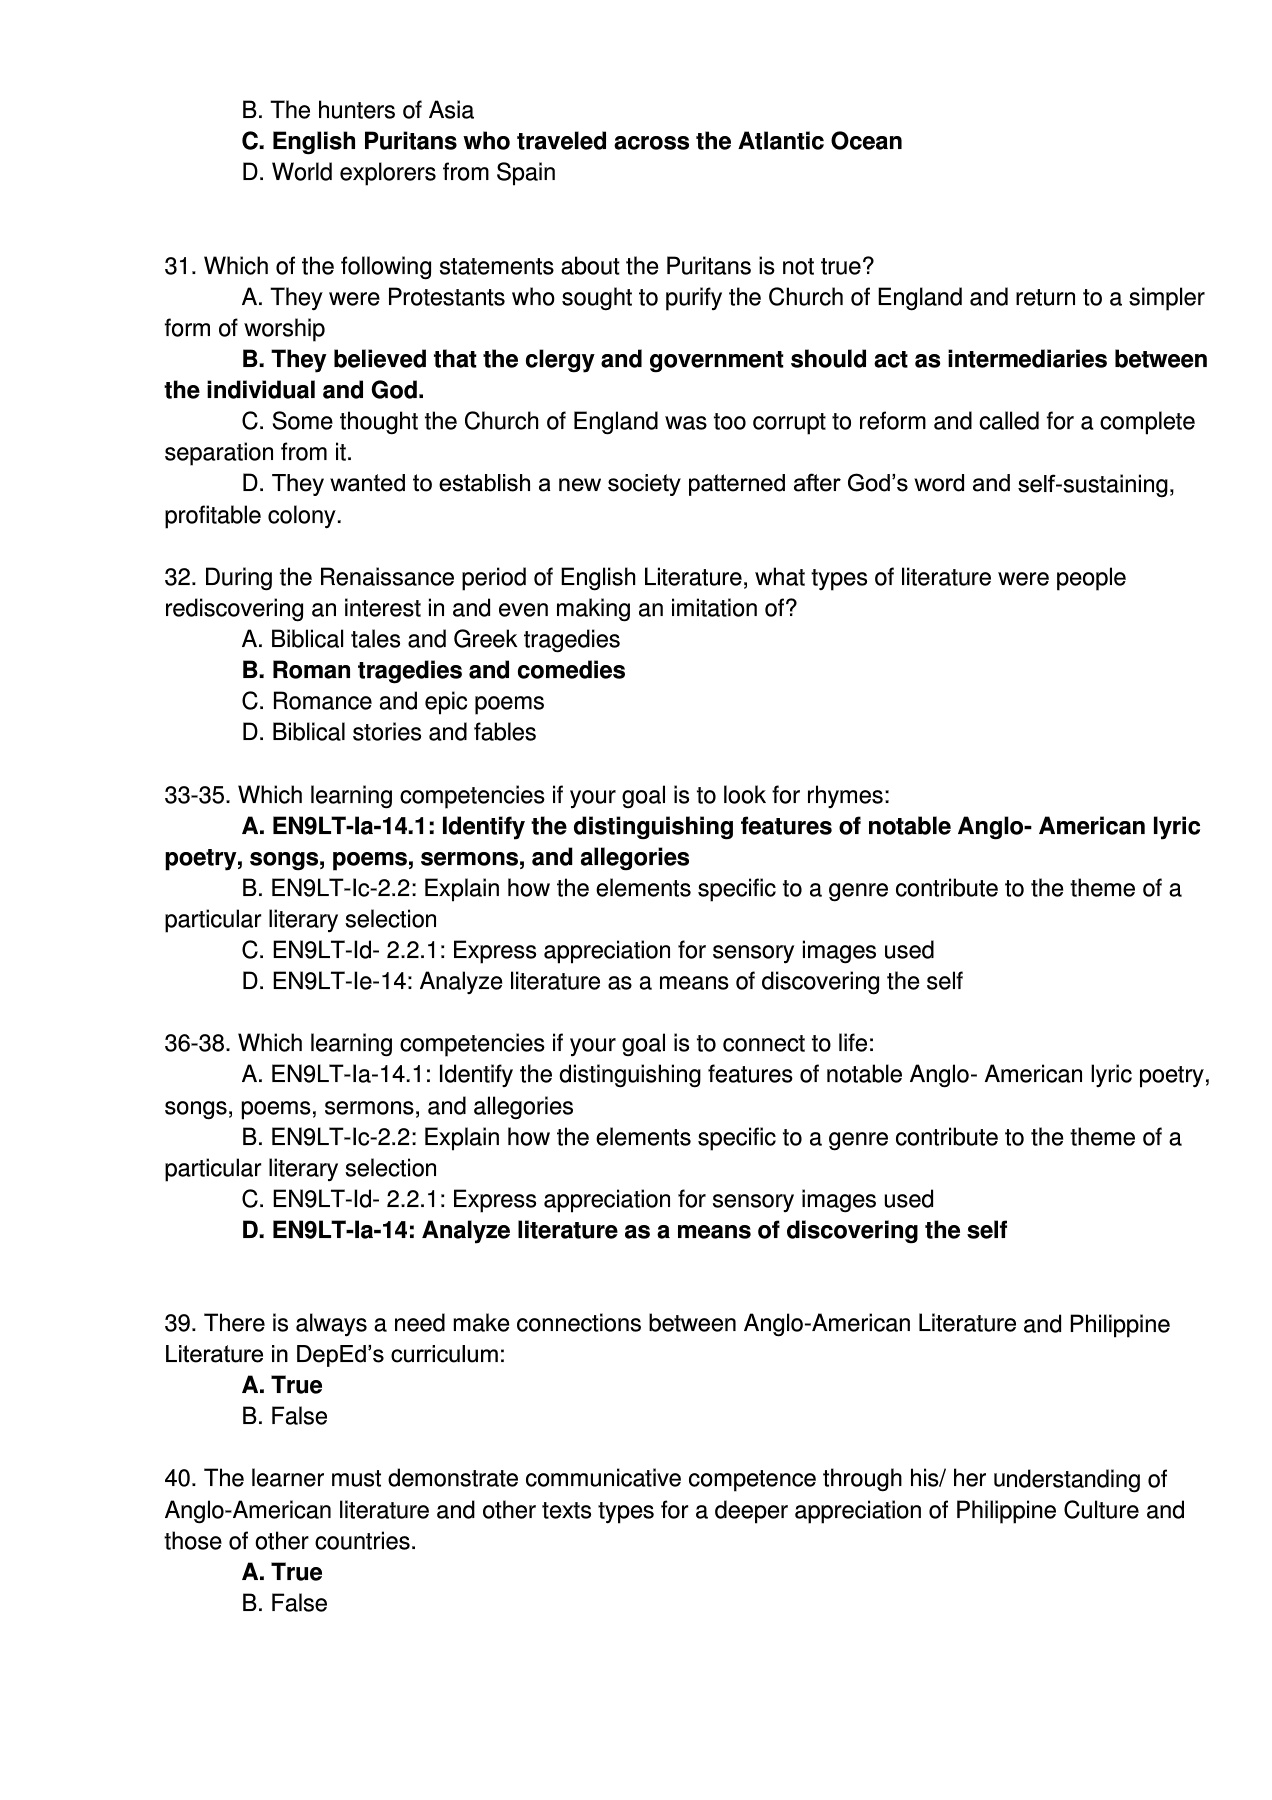 B. The hunters of Asia
C. English Puritans who traveled across the Atlantic Ocean
D. World explorers from Spain
31. Which of the following statements about the Puritans is not true?
A. They were Protestants who sought to purify the Church of England and return to a simpler
form of worship
B. They believed that the clergy and government should act as intermediaries between
the individual and God.
C. Some thought the Church of England was too corrupt to reform and called for a complete
separation from it.
D. They wanted to establish a new society patterned after God’s word and self-sustaining,
profitable colony.
32. During the Renaissance period of English Literature, what types of literature were people
rediscovering an interest in and even making an imitation of?
A. Biblical tales and Greek tragedies
B. Roman tragedies and comedies
C. Romance and epic poems
D. Biblical stories and fables
33-35. Which learning competencies if your goal is to look for rhymes:
A. EN9LT-Ia-14.1: Identify the distinguishing features of notable Anglo- American lyric
poetry, songs, poems, sermons, and allegories
B. EN9LT-Ic-2.2: Explain how the elements specific to a genre contribute to the theme of a
particular literary selection
C. EN9LT-Id- 2.2.1: Express appreciation for sensory images used
D. EN9LT-Ie-14: Analyze literature as a means of discovering the self
36-38. Which learning competencies if your goal is to connect to life:
A. EN9LT-Ia-14.1: Identify the distinguishing features of notable Anglo- American lyric poetry,
songs, poems, sermons, and allegories
B. EN9LT-Ic-2.2: Explain how the elements specific to a genre contribute to the theme of a
particular literary selection
C. EN9LT-Id- 2.2.1: Express appreciation for sensory images used
D. EN9LT-Ia-14: Analyze literature as a means of discovering the self
39. There is always a need make connections between Anglo-American Literature and Philippine
Literature in DepEd’s curriculum:
A. True
B. False
40. The learner must demonstrate communicative competence through his/ her understanding of
Anglo-American literature and other texts types for a deeper appreciation of Philippine Culture and
those of other countries.
A. True
B. False